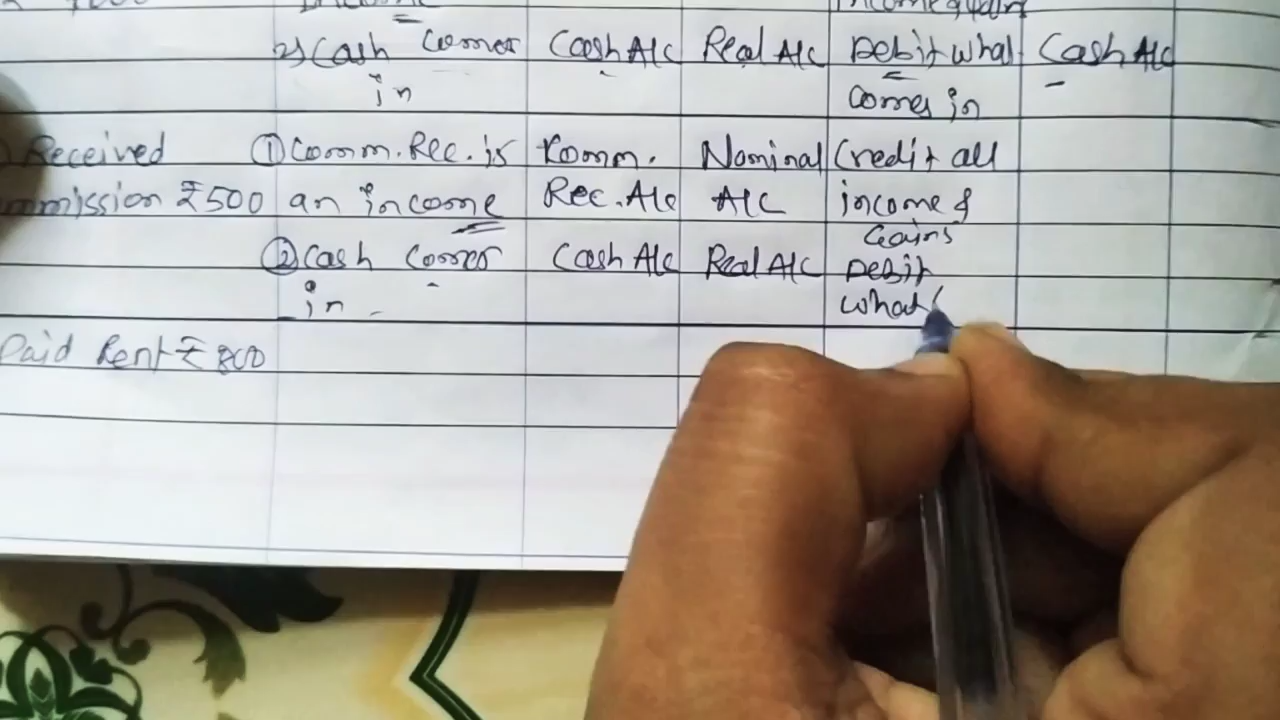 2) Cash comes Cash A/c Real A/c Debit what Cash A/c
in comes in
Received ① Comm. Rec. is Comm. Nominal Credit all
mmission ₹500 an income Rec. A/c A/c income &
Gains
② Cash comes Cash A/c Real A/c Debit
in - what
Paid Rent ₹800